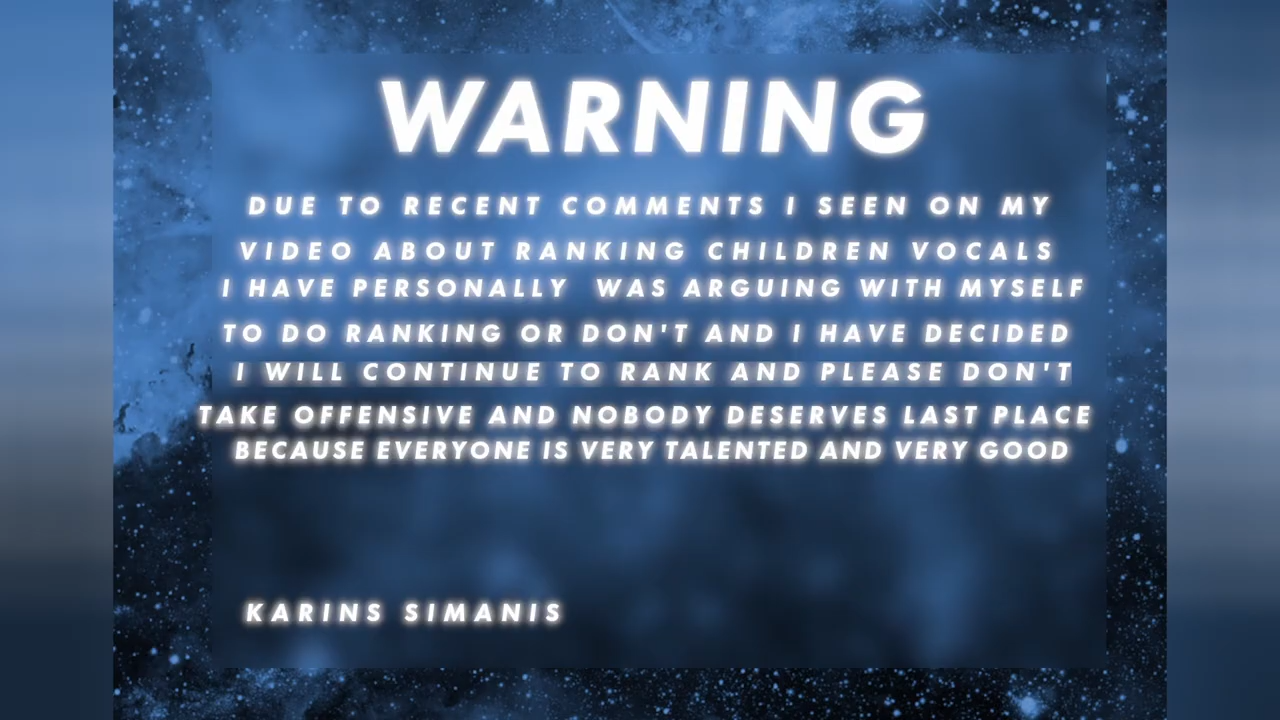 WARNING
DUE TO RECENT COMMENTS I SEEN ON MY
VIDEO ABOUT RANKING CHILDREN VOCALS
I HAVE PERSONALLY WAS ARGUING WITH MYSELF
TO DO RANKING OR DON'T AND I HAVE DECIDED
I WILL CONTINUE TO RANK AND PLEASE DON'T
TAKE OFFENSIVE AND NOBODY DESERVES LAST PLACE
BECAUSE EVERYONE IS VERY TALENTED AND VERY GOOD
KARINS SIMANIS